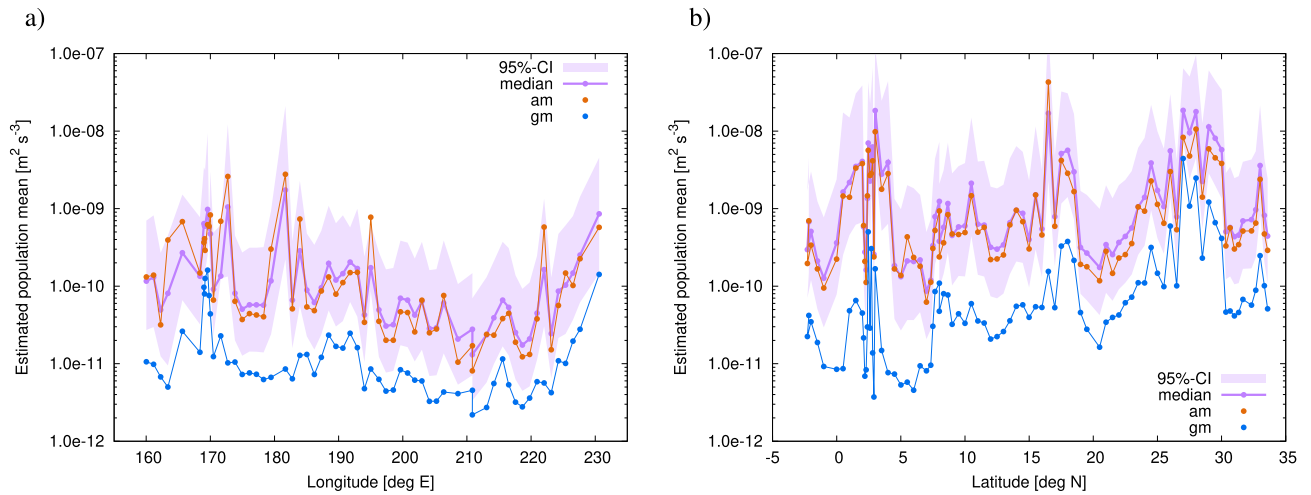 a)
Estimated population mean [m² s⁻³]
1.0e-07
1.0e-08
1.0e-09
1.0e-10
1.0e-11
1.0e-12
95%-CI
median
am
gm
160 170 180 190 200 210 220 230
Longitude [deg E]
b)
Estimated population mean [m² s⁻³]
1.0e-07
1.0e-08
1.0e-09
1.0e-10
1.0e-11
1.0e-12
95%-CI
median
am
gm
-5 0 5 10 15 20 25 30 35
Latitude [deg N]